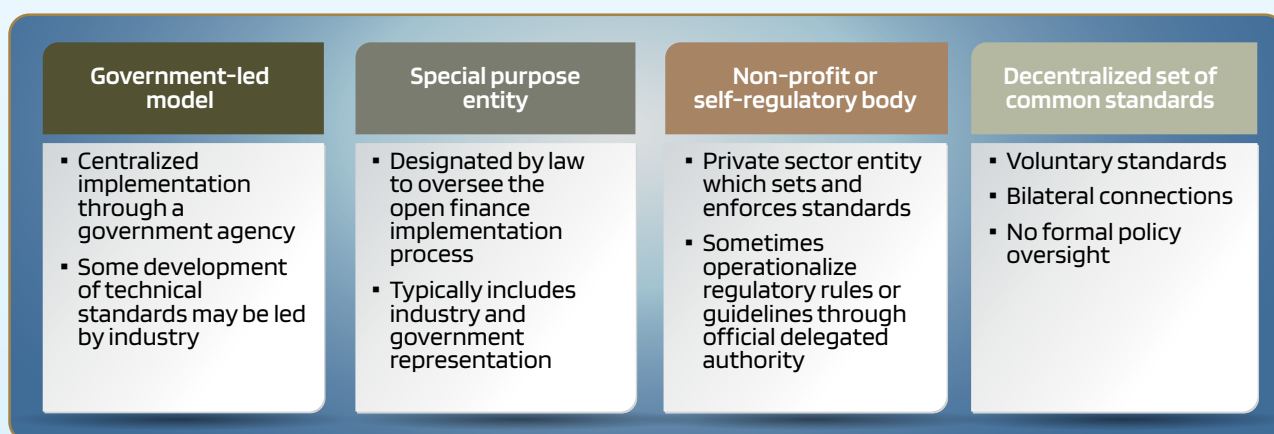 Government-led
model
▪ Centralized
implementation
through a
government agency
▪ Some development
of technical
standards may be led
by industry
Special purpose
entity
▪ Designated by law
to oversee the
open finance
implementation
process
▪ Typically includes
industry and
government
representation
Non-profit or
self-regulatory body
▪ Private sector entity
which sets and
enforces standards
▪ Sometimes
operationalize
regulatory rules or
guidelines through
official delegated
authority
Decentralized set of
common standards
▪ Voluntary standards
▪ Bilateral connections
▪ No formal policy
oversight